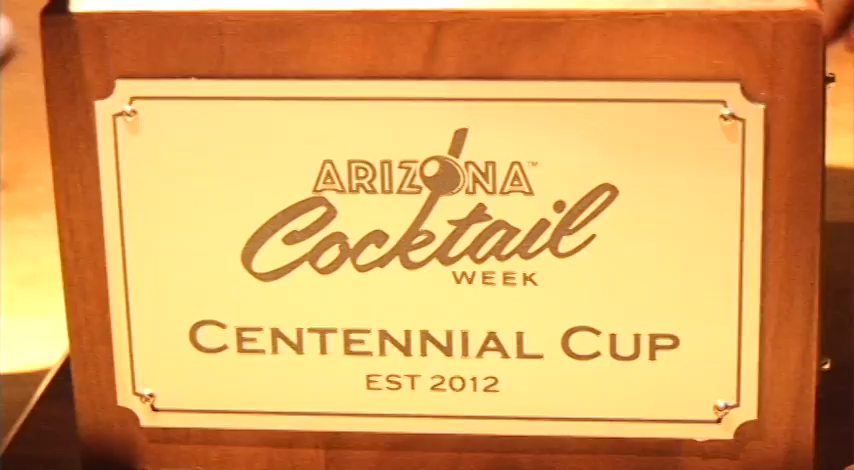 ARIZONA™
Cocktail
WEEK
CENTENNIAL CUP
EST 2012